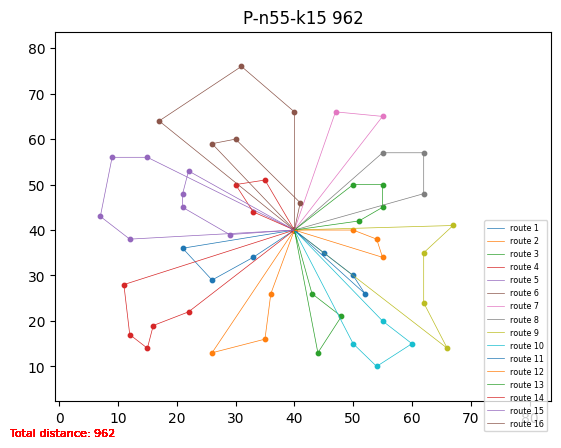 P-n55-k15 962
80
70
60
50
40
30
20
10
0 10 20 30 40 50 60 70 80
route 1
route 2
route 3
route 4
route 5
route 6
route 7
route 8
route 9
route 10
route 11
route 12
route 13
route 14
route 15
route 16
Total distance: 962